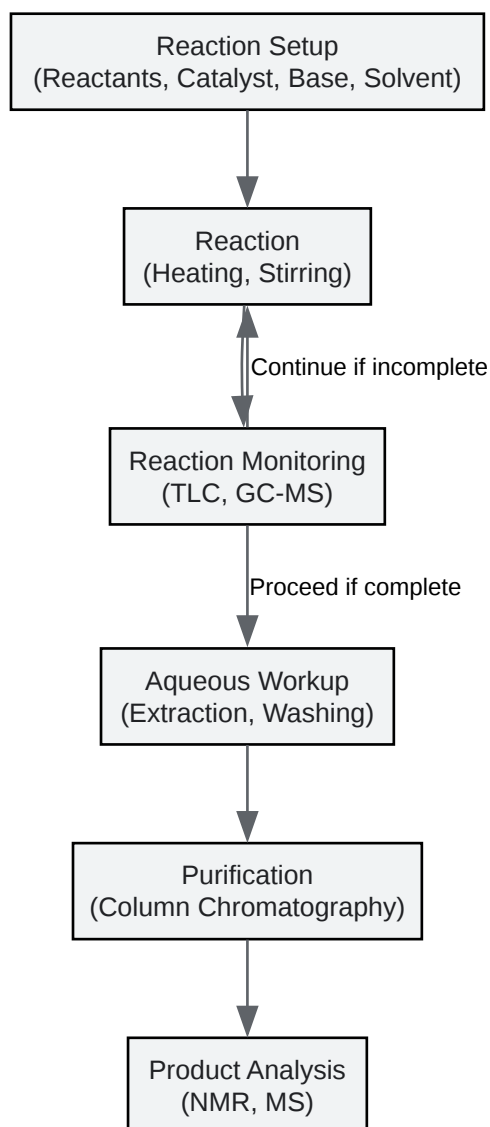 Reaction Setup
(Reactants, Catalyst, Base, Solvent)
Reaction
(Heating, Stirring)
Continue if incomplete
Reaction Monitoring
(TLC, GC-MS)
Proceed if complete
Aqueous Workup
(Extraction, Washing)
Purification
(Column Chromatography)
Product Analysis
(NMR, MS)